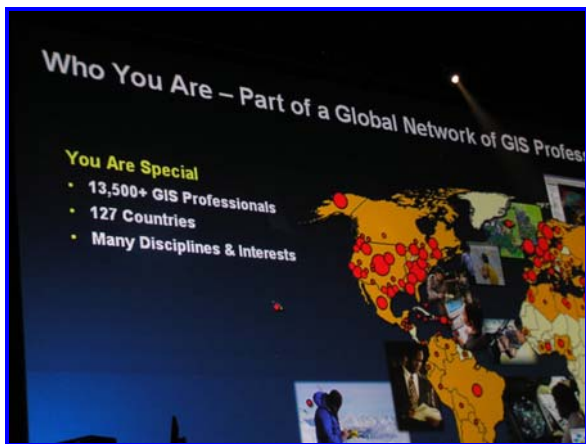 Who You Are – Part of a Global Network of GIS Profess
You Are Special
• 13,500+ GIS Professionals
• 127 Countries
• Many Disciplines & Interests